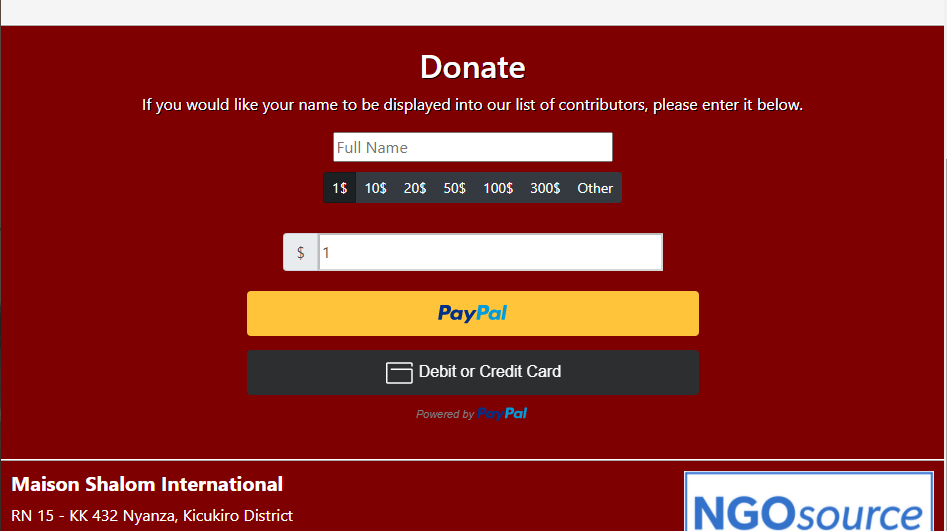 Donate
If you would like your name to be displayed into our list of contributors, please enter it below.
Full Name
1$ 10$ 20$ 50$ 100$ 300$ Other
$ 1
PayPal
Debit or Credit Card
Powered by PayPal
Maison Shalom International
RN 15 - KK 432 Nyanza, Kicukiro District
NGOsource